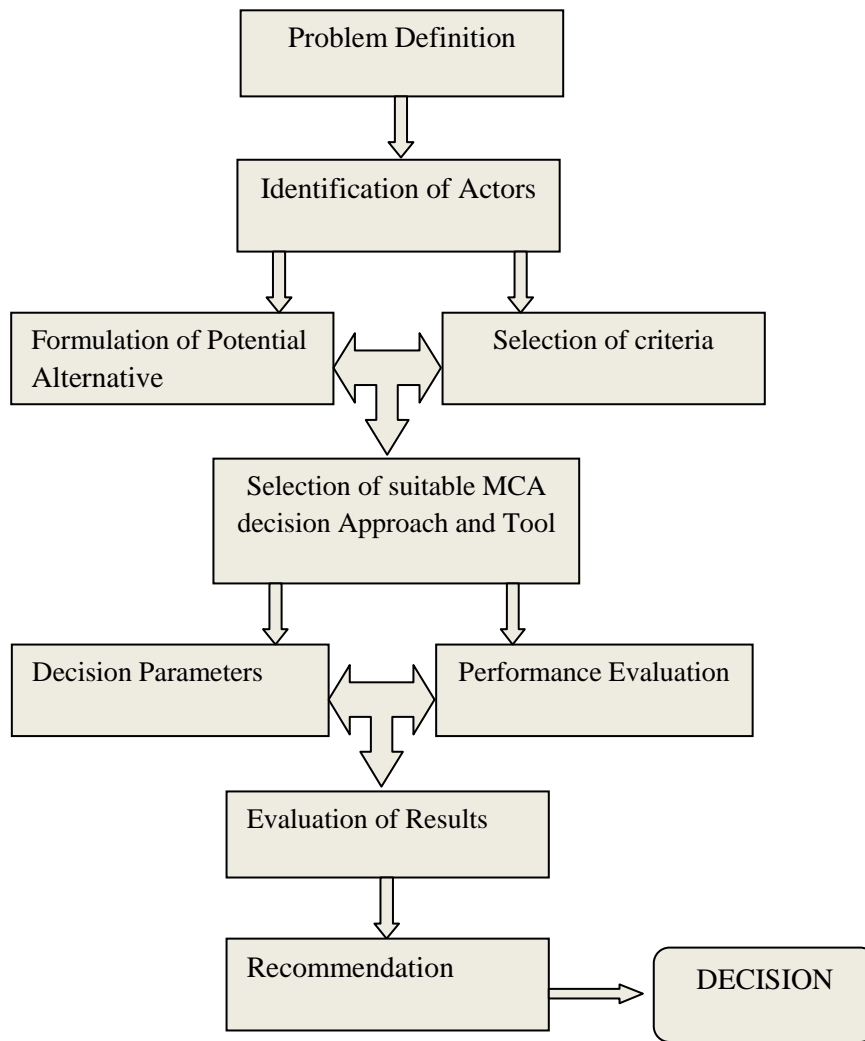 Problem Definition
Identification of Actors
Formulation of Potential
Alternative
Selection of criteria
Selection of suitable MCA
decision Approach and Tool
Decision Parameters
Performance Evaluation
Evaluation of Results
Recommendation
DECISION